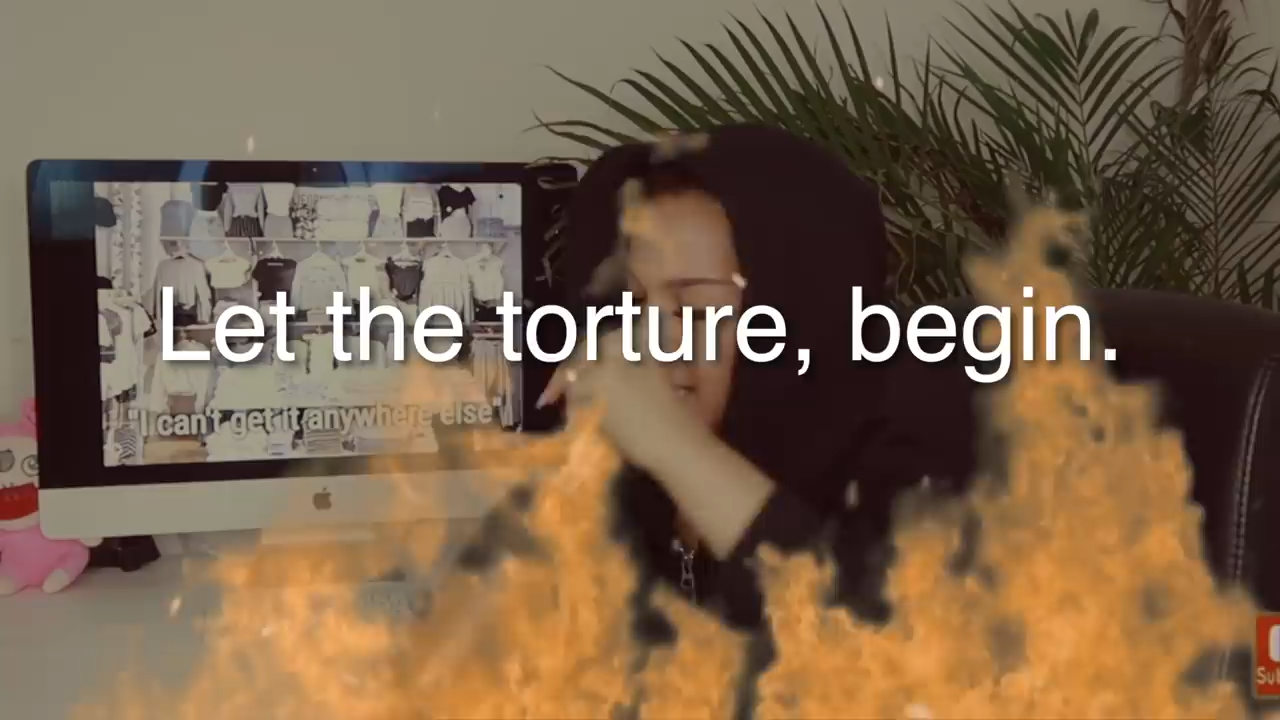 Let the torture, begin.
"I can't get it anywhere else"